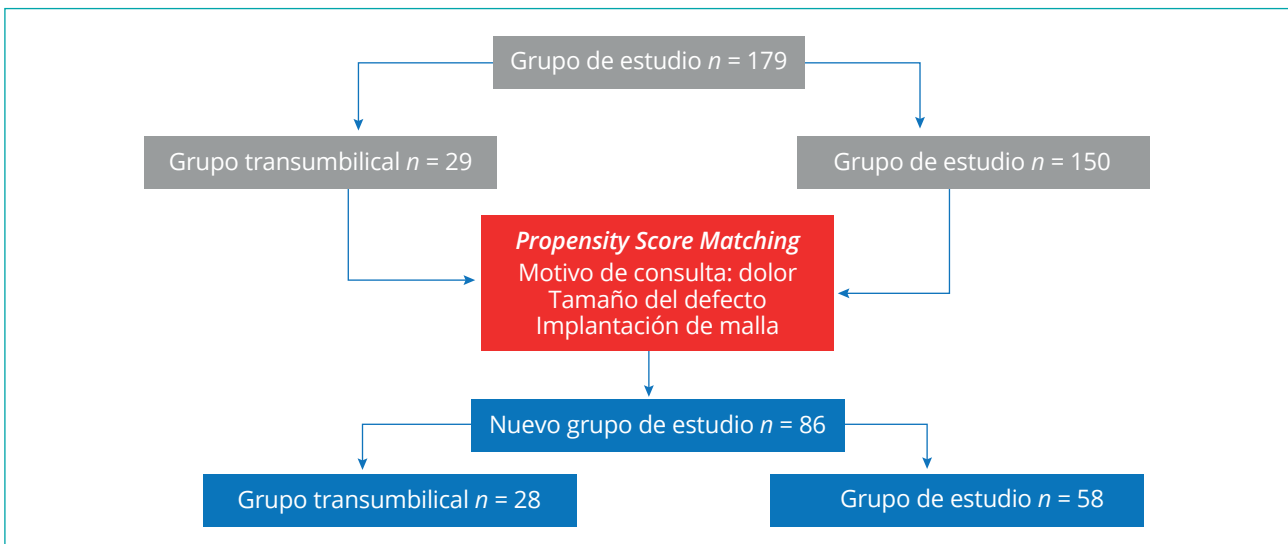 Grupo de estudio n = 179
Grupo transumbilical n = 29
Grupo de estudio n = 150
Propensity Score Matching
Motivo de consulta: dolor
Tamaño del defecto
Implantación de malla
Nuevo grupo de estudio n = 86
Grupo transumbilical n = 28
Grupo de estudio n = 58